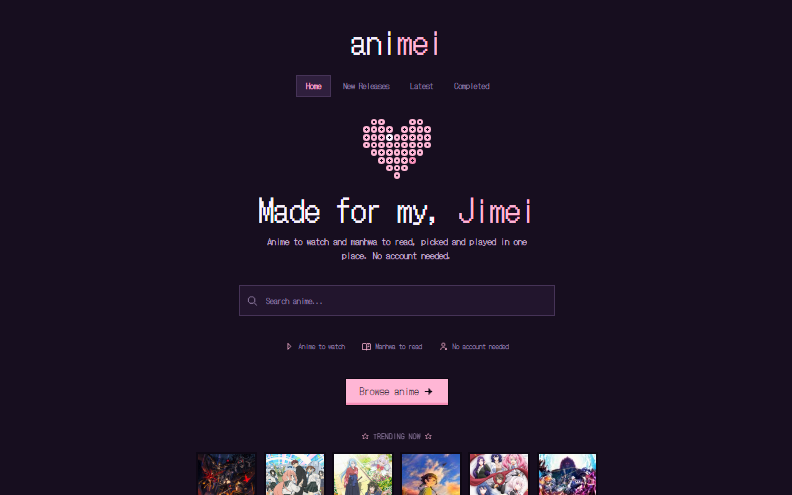 animei
Home New Releases Latest Completed
Made for my, Jimei
Anime to watch and manhwa to read, picked and played in one
place. No account needed.
Search anime...
Anime to watch Manhwa to read No account needed
Browse anime →
☆ TRENDING NOW ☆